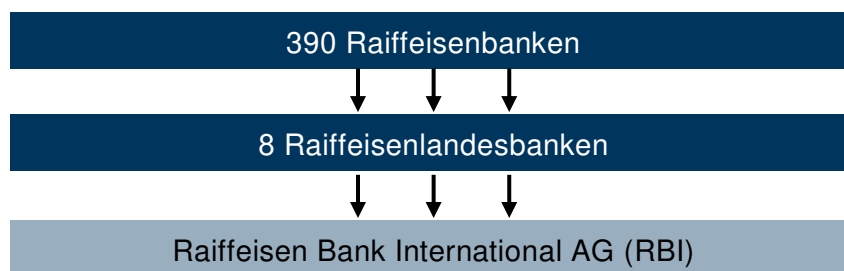 390 Raiffeisenbanken
8 Raiffeisenlandesbanken
Raiffeisen Bank International AG (RBI)